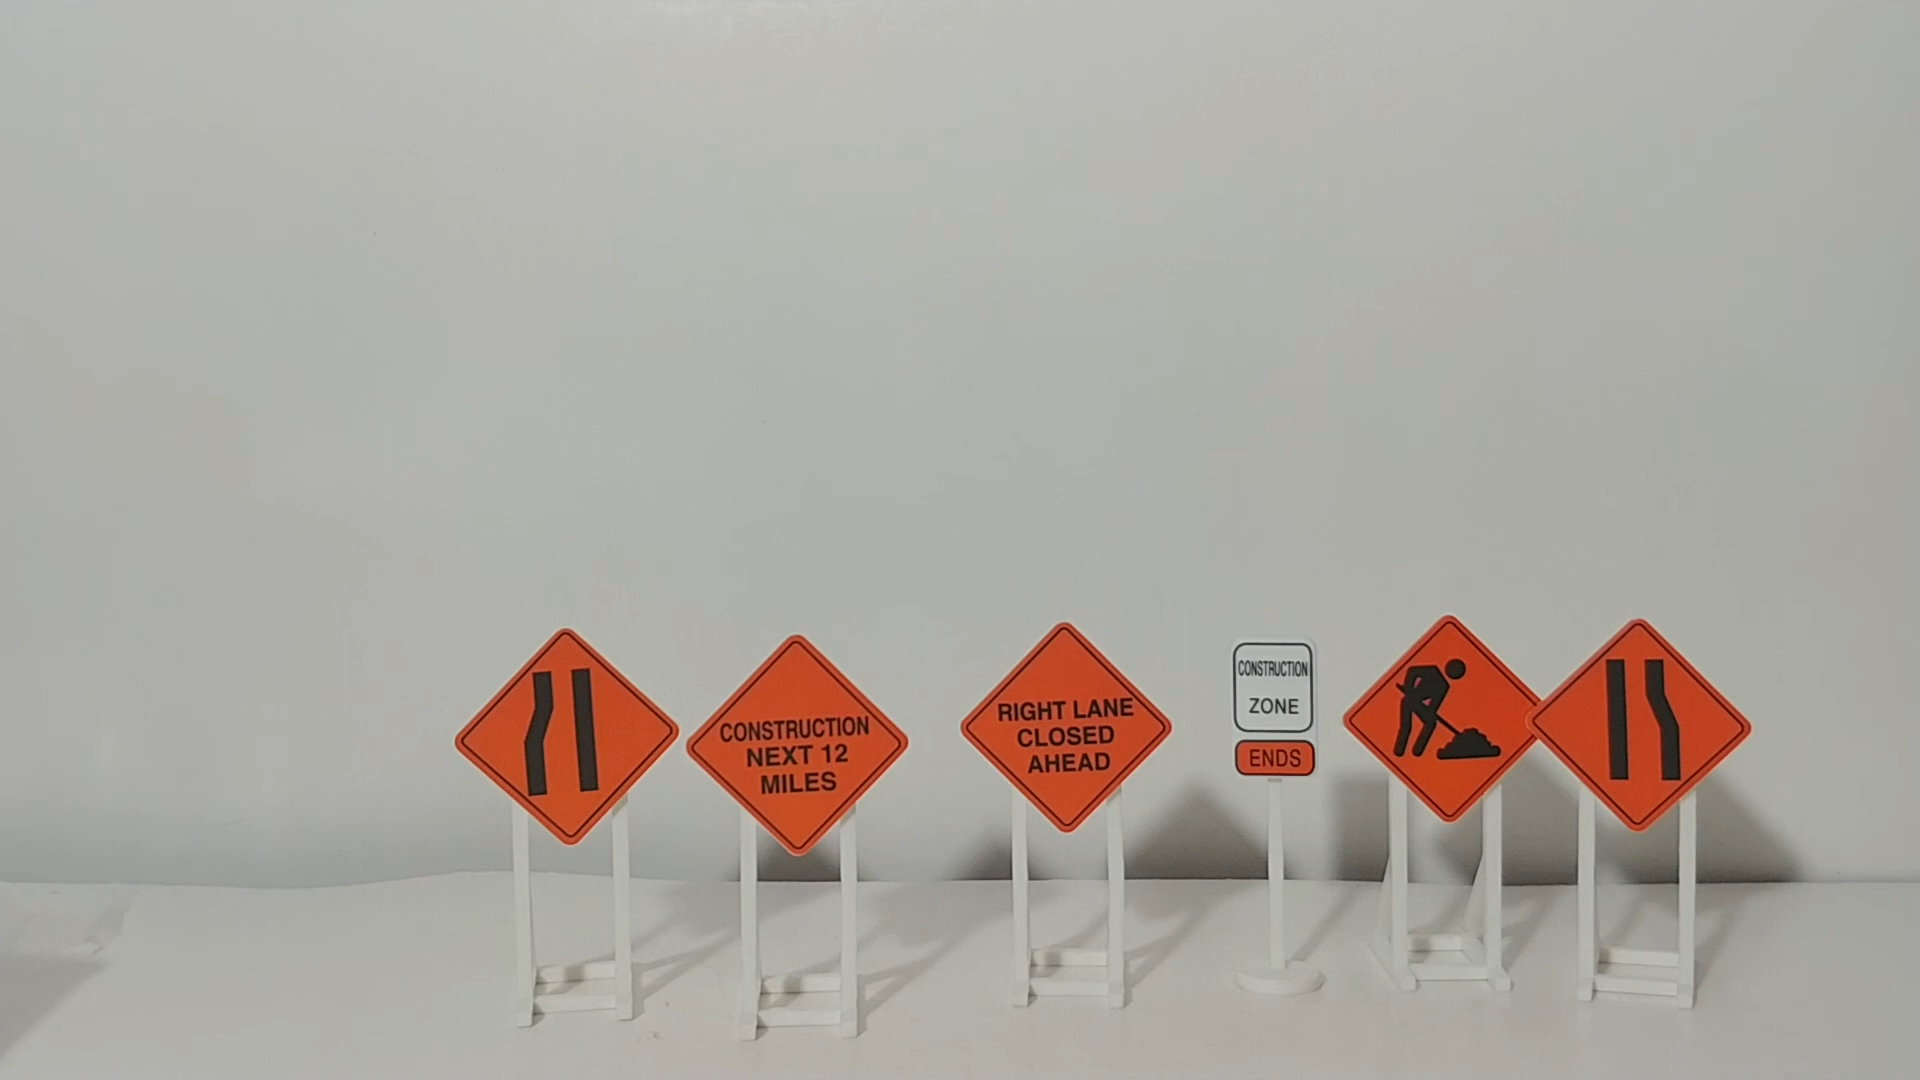 CONSTRUCTION
NEXT 12
MILES
RIGHT LANE
CLOSED
AHEAD
CONSTRUCTION
ZONE
ENDS